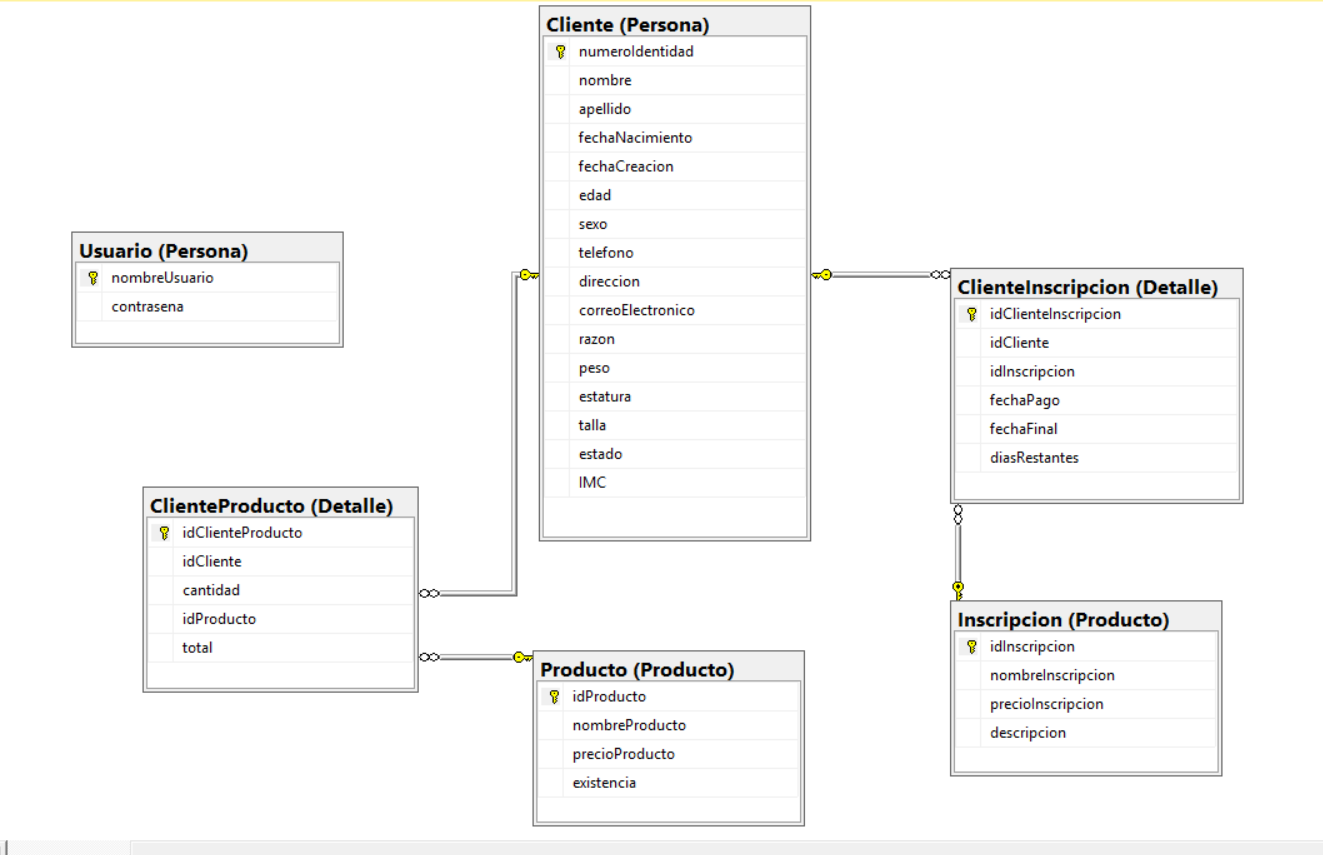 Cliente (Persona)
numeroIdentidad
nombre
apellido
fechaNacimiento
fechaCreacion
edad
sexo
telefono
direccion
correoElectronico
razon
peso
estatura
talla
estado
IMC
Usuario (Persona)
nombreUsuario
contrasena
ClienteInscripcion (Detalle)
idClienteInscripcion
idCliente
idInscripcion
fechaPago
fechaFinal
diasRestantes
ClienteProducto (Detalle)
idClienteProducto
idCliente
cantidad
idProducto
total
Inscripcion (Producto)
idInscripcion
nombreInscripcion
precioInscripcion
descripcion
Producto (Producto)
idProducto
nombreProducto
precioProducto
existencia